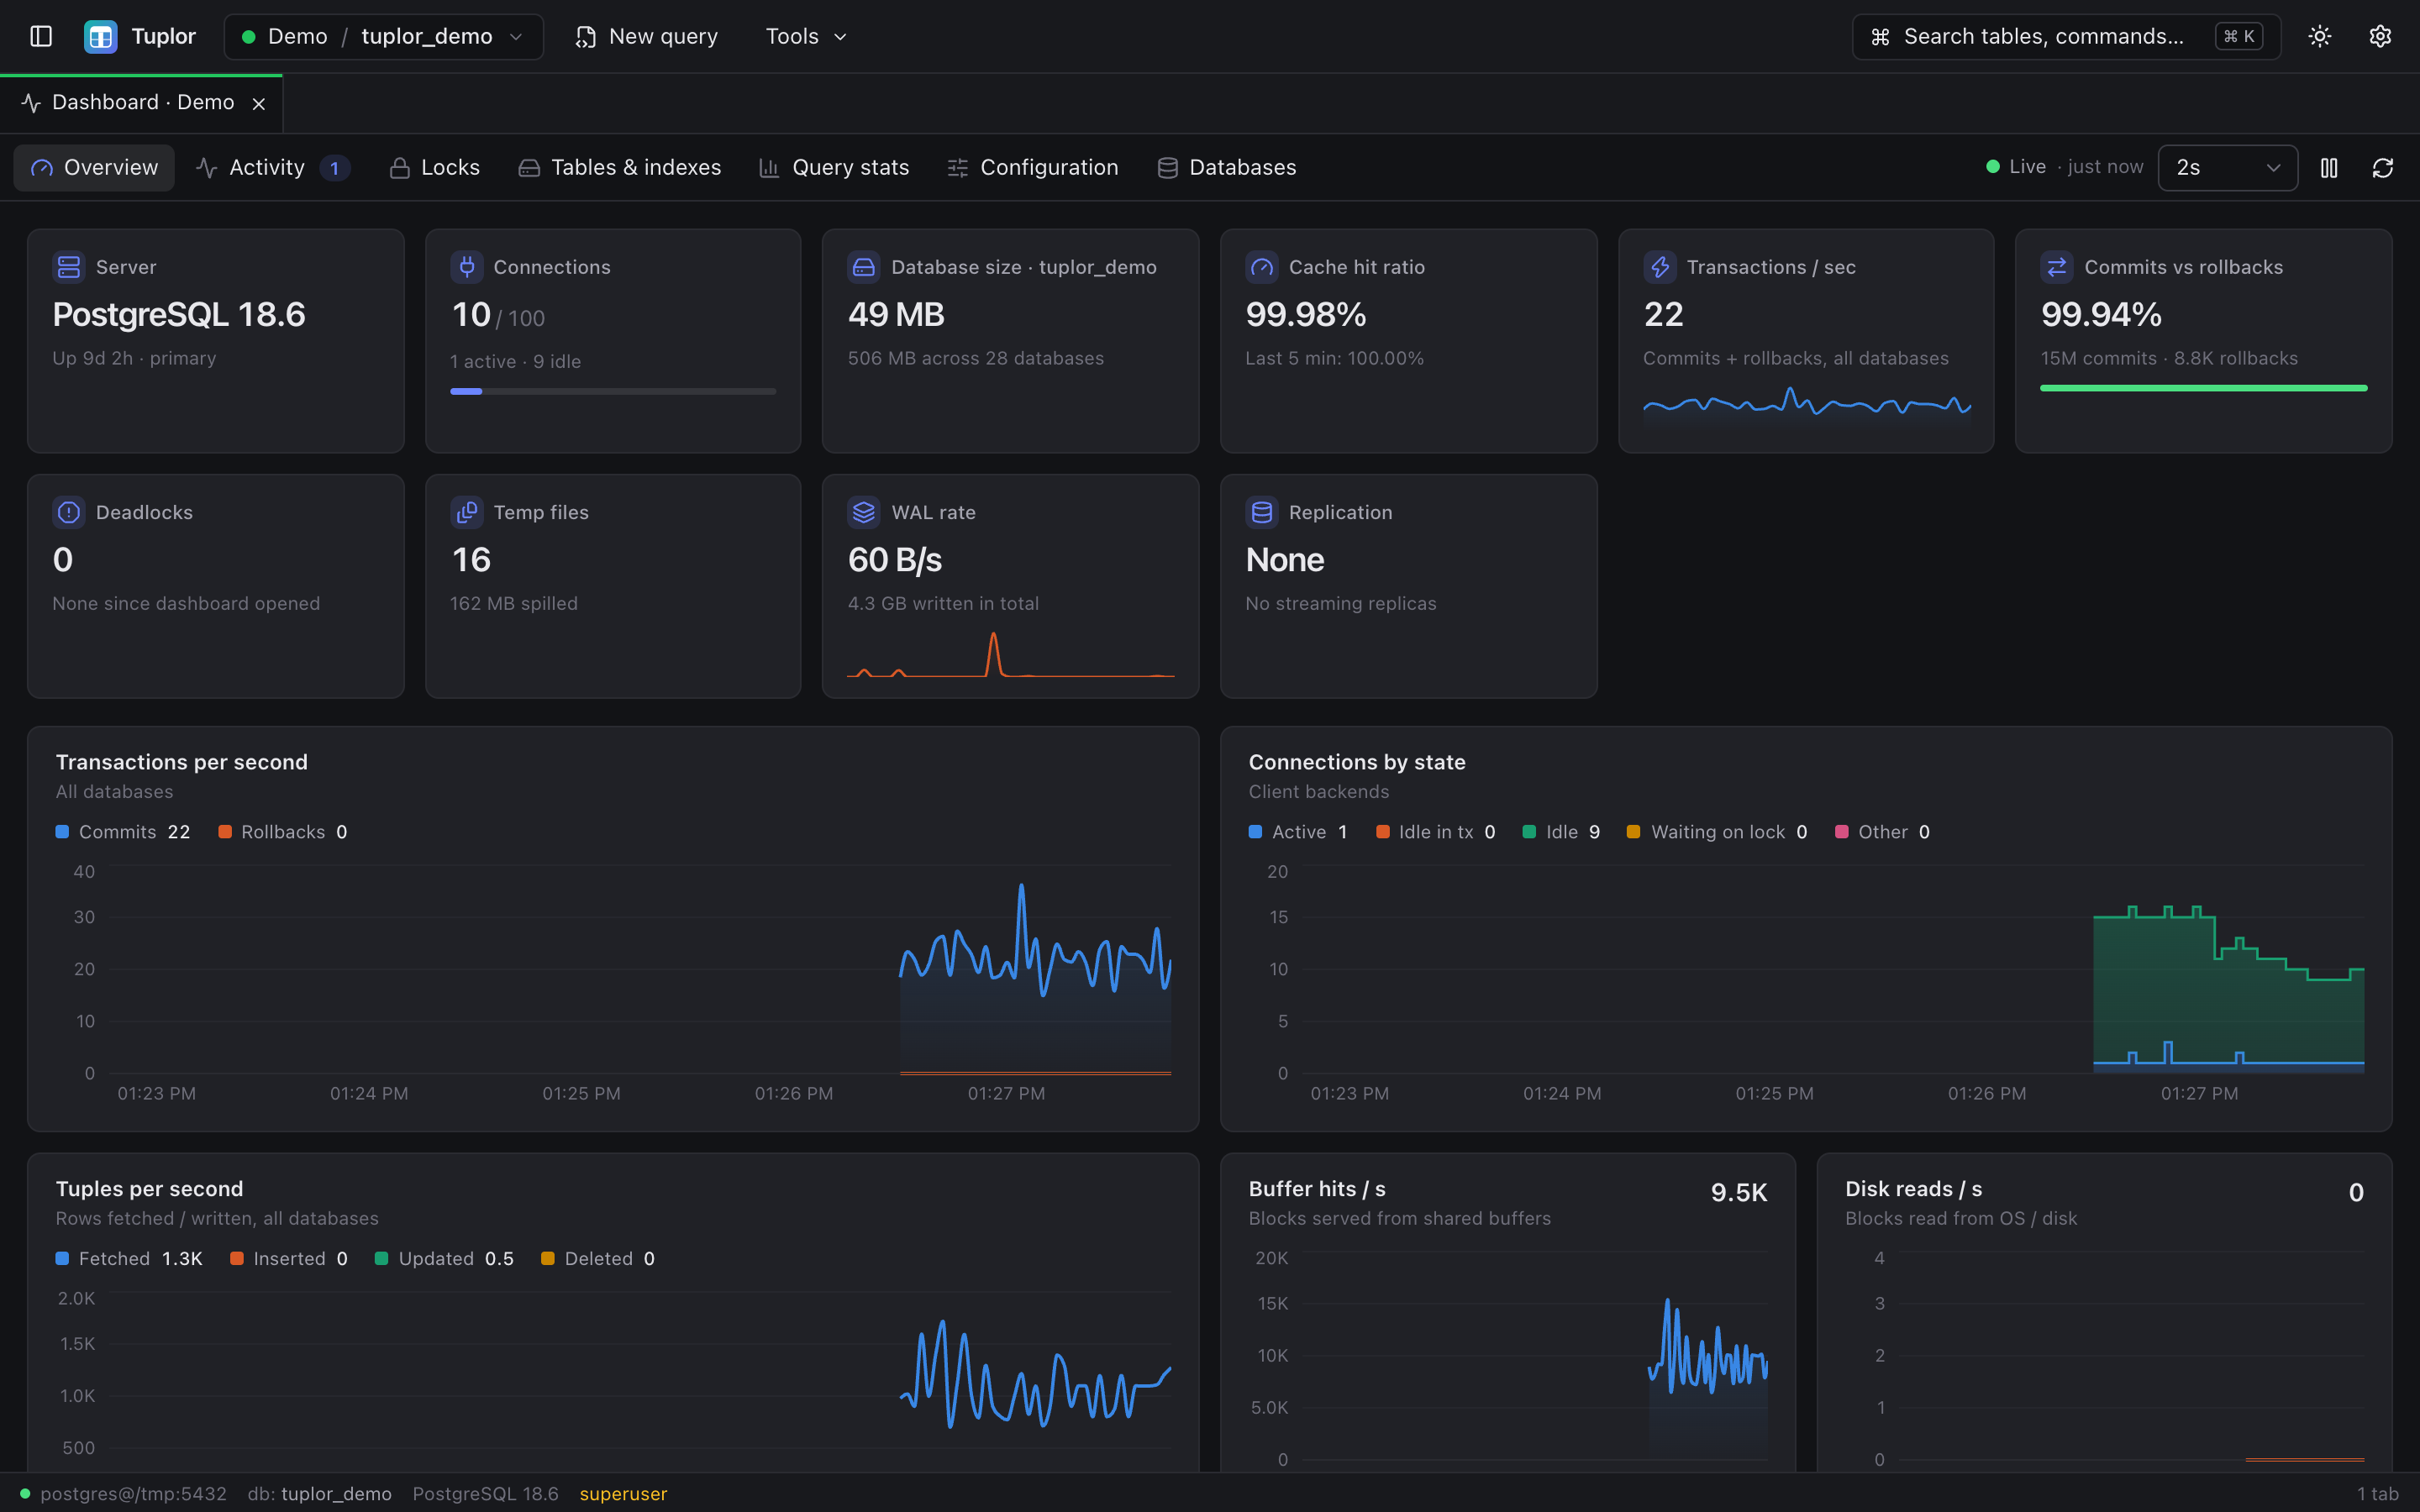 Tuplor
Demo / tuplor_demo
New query
Tools
⌘ Search tables, commands...
⌘ K
Dashboard · Demo
Overview
Activity 1
Locks
Tables & indexes
Query stats
Configuration
Databases
Live · just now
2s
Server
PostgreSQL 18.6
Up 9d 2h · primary
Connections
10 / 100
1 active · 9 idle
Database size · tuplor_demo
49 MB
506 MB across 28 databases
Cache hit ratio
99.98%
Last 5 min: 100.00%
Transactions / sec
22
Commits + rollbacks, all databases
Commits vs rollbacks
99.94%
15M commits · 8.8K rollbacks
Deadlocks
0
None since dashboard opened
Temp files
16
162 MB spilled
WAL rate
60 B/s
4.3 GB written in total
Replication
None
No streaming replicas
Transactions per second
All databases
Commits 22 Rollbacks 0
40
30
20
10
0
01:23 PM 01:24 PM 01:25 PM 01:26 PM 01:27 PM
Connections by state
Client backends
Active 1 Idle in tx 0 Idle 9 Waiting on lock 0 Other 0
20
15
10
5
0
01:23 PM 01:24 PM 01:25 PM 01:26 PM 01:27 PM
Tuples per second
Rows fetched / written, all databases
Fetched 1.3K Inserted 0 Updated 0.5 Deleted 0
2.0K
1.5K
1.0K
500
Buffer hits / s
9.5K
Blocks served from shared buffers
20K
15K
10K
5.0K
0
Disk reads / s
0
Blocks read from OS / disk
4
3
2
1
0
postgres@/tmp:5432 db: tuplor_demo PostgreSQL 18.6 superuser
1 tab